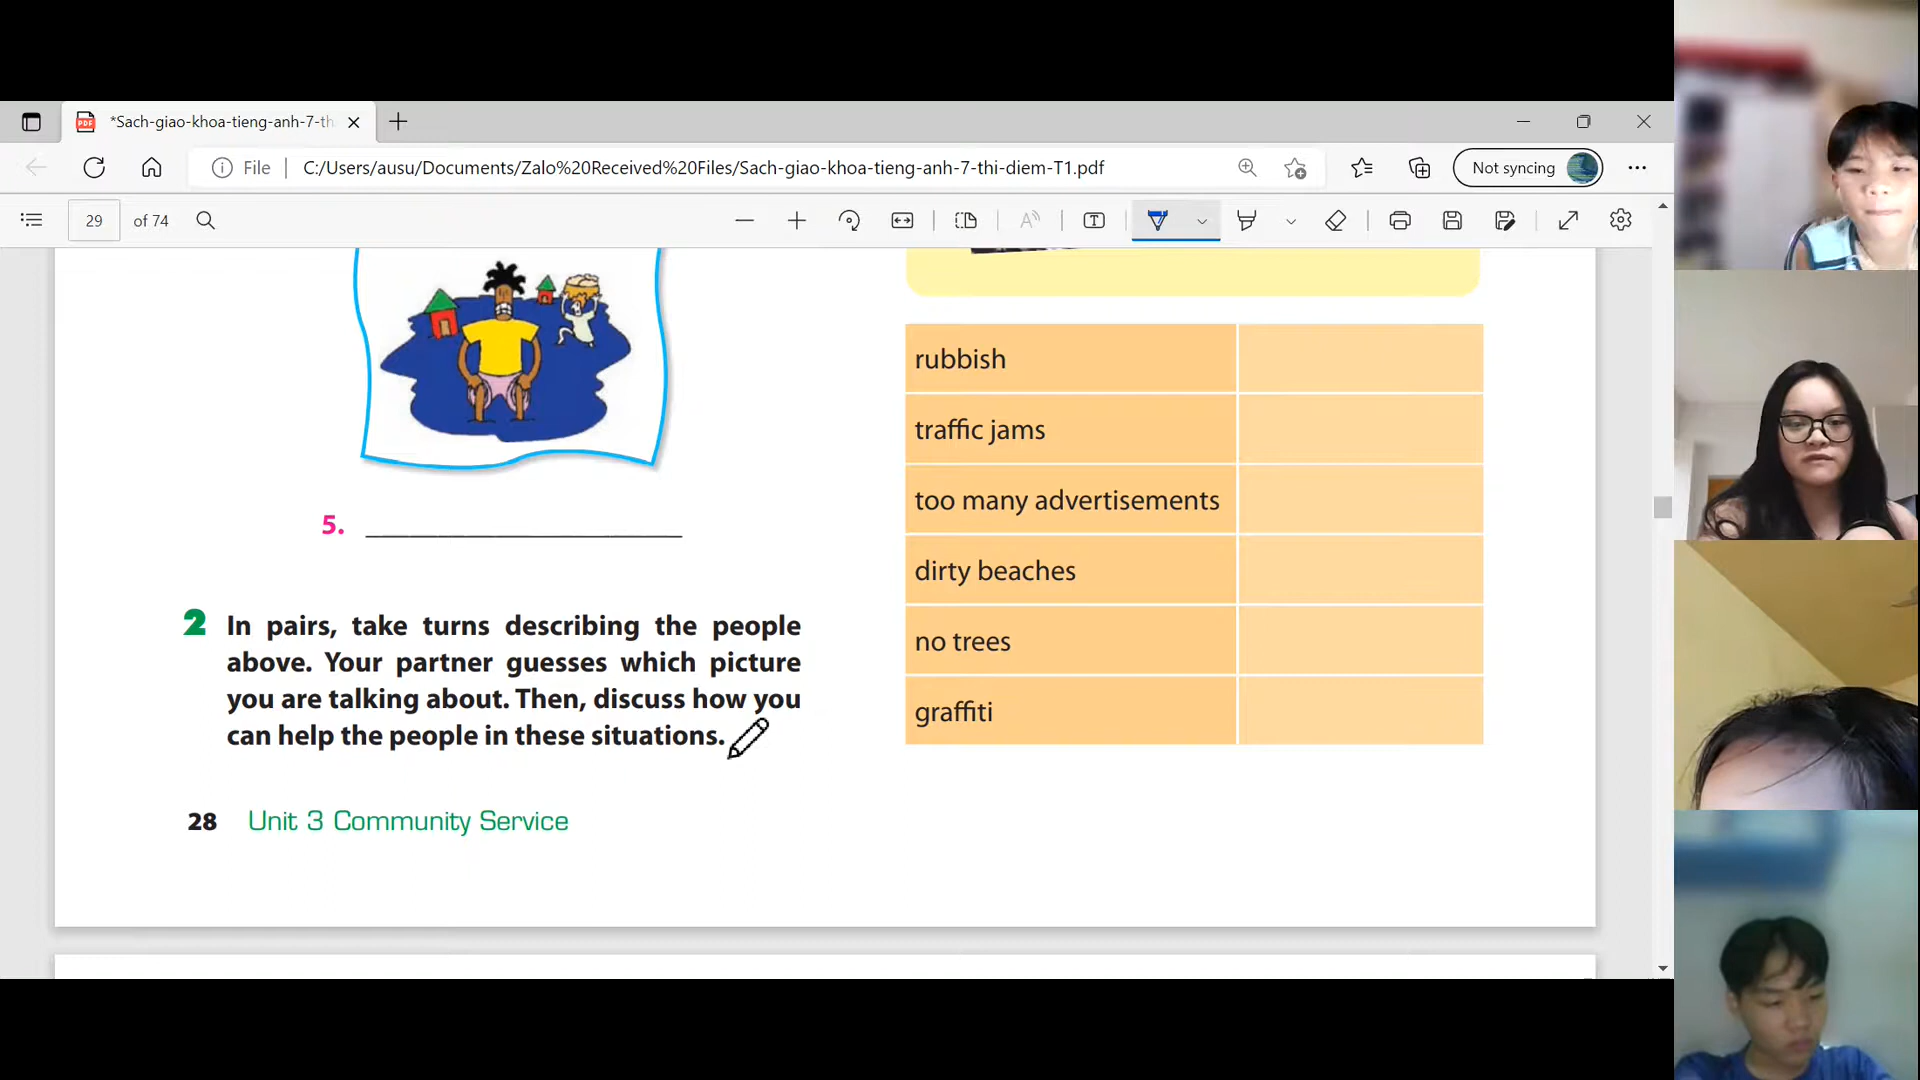 *Sach-giao-khoa-tieng-anh-7-th
File
C:/Users/ausu/Documents/Zalo%20Received%20Files/Sach-giao-khoa-tieng-anh-7-thi-diem-T1.pdf
Not syncing
29 of 74
5.
2 In pairs, take turns describing the people
above. Your partner guesses which picture
you are talking about. Then, discuss how you
can help the people in these situations.
28 Unit 3 Community Service
rubbish
traffic jams
too many advertisements
dirty beaches
no trees
graffiti